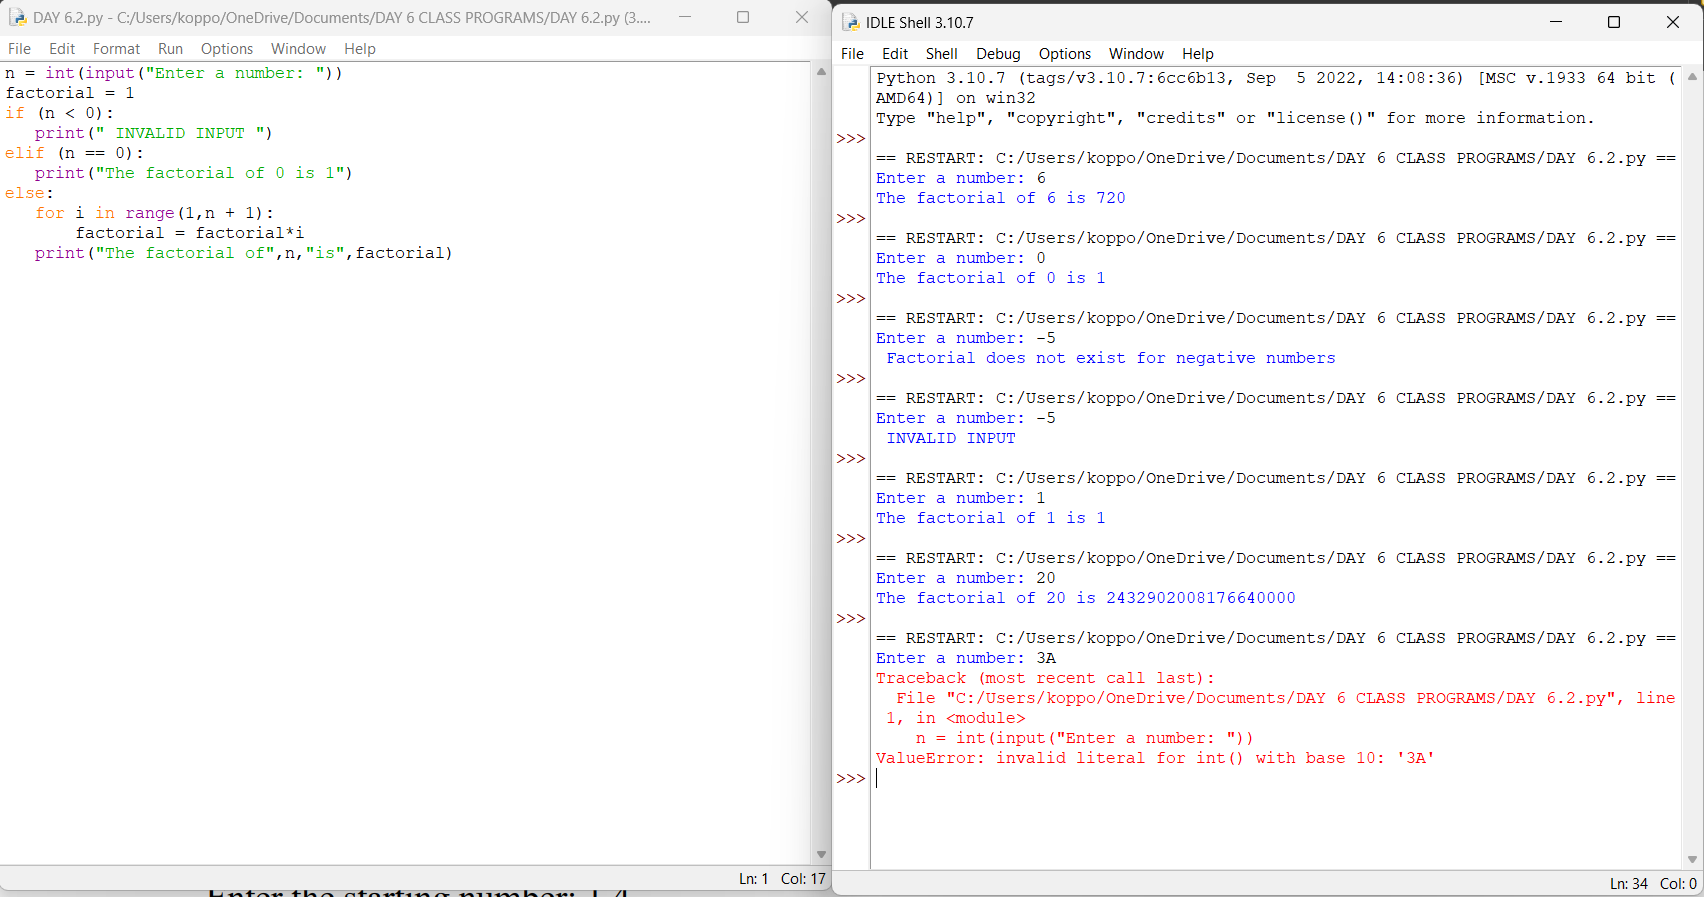 DAY 6.2.py - C:/Users/koppo/OneDrive/Documents/DAY 6 CLASS PROGRAMS/DAY 6.2.py (3....
File Edit Format Run Options Window Help
n = int(input("Enter a number: "))
factorial = 1
if (n < 0):
   print(" INVALID INPUT ")
elif (n == 0):
   print("The factorial of 0 is 1")
else:
   for i in range(1,n + 1):
       factorial = factorial*i
   print("The factorial of",n,"is",factorial)
Ln: 1 Col: 17
IDLE Shell 3.10.7
File Edit Shell Debug Options Window Help
Python 3.10.7 (tags/v3.10.7:6cc6b13, Sep  5 2022, 14:08:36) [MSC v.1933 64 bit (
AMD64)] on win32
Type "help", "copyright", "credits" or "license()" for more information.
>>>
== RESTART: C:/Users/koppo/OneDrive/Documents/DAY 6 CLASS PROGRAMS/DAY 6.2.py ==
Enter a number: 6
The factorial of 6 is 720
>>>
== RESTART: C:/Users/koppo/OneDrive/Documents/DAY 6 CLASS PROGRAMS/DAY 6.2.py ==
Enter a number: 0
The factorial of 0 is 1
>>>
== RESTART: C:/Users/koppo/OneDrive/Documents/DAY 6 CLASS PROGRAMS/DAY 6.2.py ==
Enter a number: -5
 Factorial does not exist for negative numbers
>>>
== RESTART: C:/Users/koppo/OneDrive/Documents/DAY 6 CLASS PROGRAMS/DAY 6.2.py ==
Enter a number: -5
 INVALID INPUT
>>>
== RESTART: C:/Users/koppo/OneDrive/Documents/DAY 6 CLASS PROGRAMS/DAY 6.2.py ==
Enter a number: 1
The factorial of 1 is 1
>>>
== RESTART: C:/Users/koppo/OneDrive/Documents/DAY 6 CLASS PROGRAMS/DAY 6.2.py ==
Enter a number: 20
The factorial of 20 is 2432902008176640000
>>>
== RESTART: C:/Users/koppo/OneDrive/Documents/DAY 6 CLASS PROGRAMS/DAY 6.2.py ==
Enter a number: 3A
Traceback (most recent call last):
  File "C:/Users/koppo/OneDrive/Documents/DAY 6 CLASS PROGRAMS/DAY 6.2.py", line
 1, in <module>
    n = int(input("Enter a number: "))
ValueError: invalid literal for int() with base 10: '3A'
>>>
Ln: 34 Col: 0
Enter the starting number: